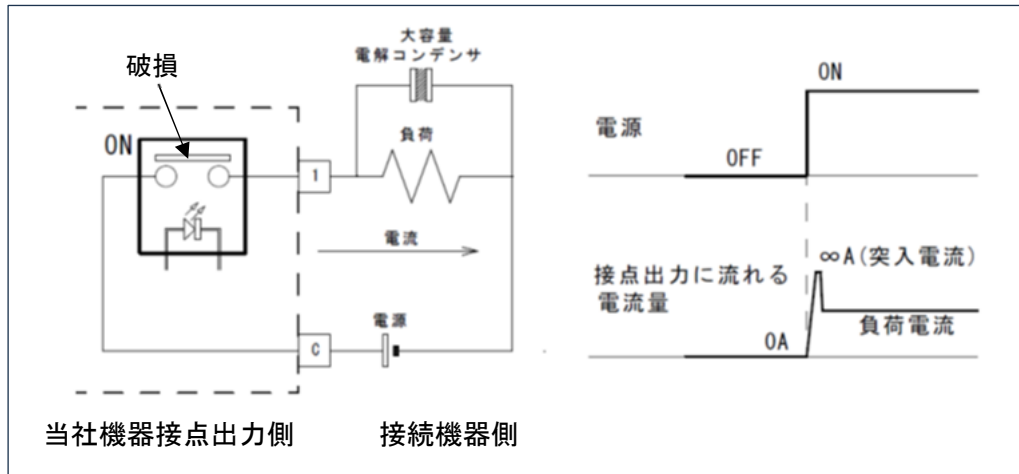 破損
大容量
電解コンデンサ
ON
負荷
1
電流
電源
C
当社機器接点出力側
接続機器側
ON
電源
OFF
∞A(突入電流)
接点出力に流れる
電流量
負荷電流
0A